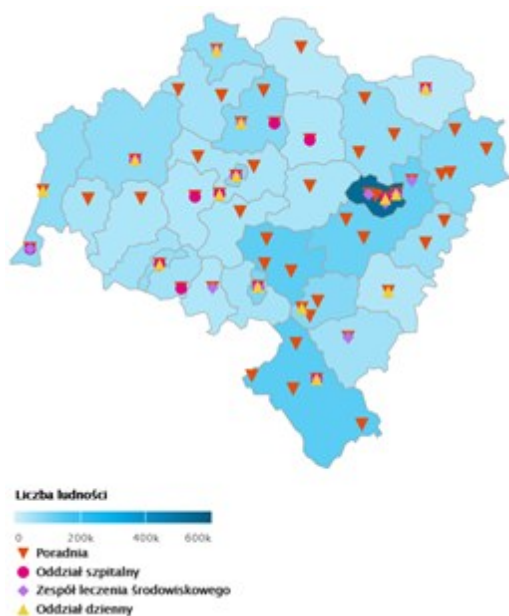 Liczba ludności
0 200k 400k 600k
Poradnia
Oddział szpitalny
Zespół leczenia środowiskowego
Oddział dzienny